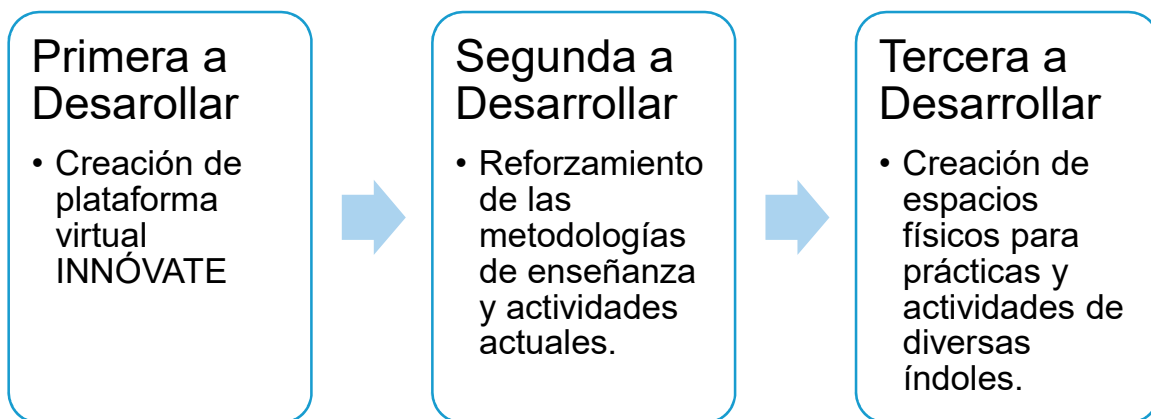 Primera a
Desarollar
• Creación de
plataforma
virtual
INNÓVATE
Segunda a
Desarrollar
• Reforzamiento
de las
metodologías
de enseñanza
y actividades
actuales.
Tercera a
Desarrollar
• Creación de
espacios
físicos para
prácticas y
actividades de
diversas
índoles.